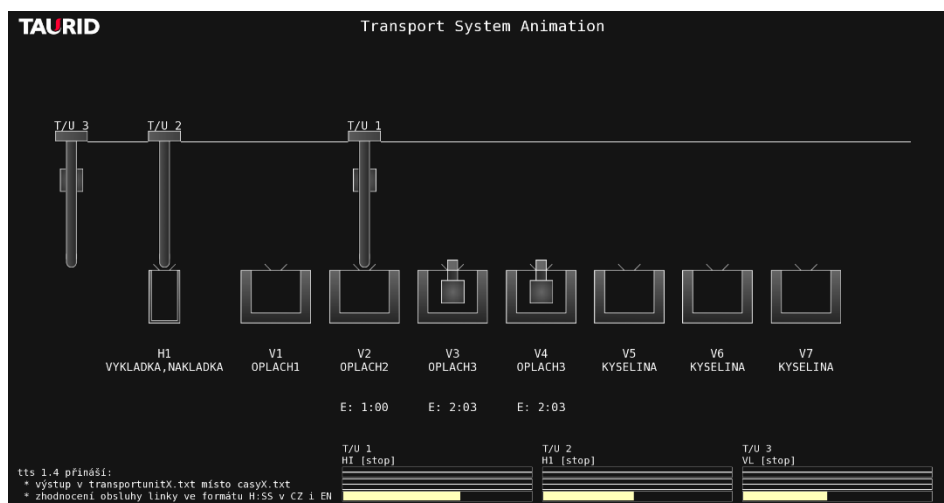 TAURID
Transport System Animation
T/U 3
T/U 2
T/U 1
H1
VYKLADKA,NAKLADKA
V1
OPLACH1
V2
OPLACH2
V3
OPLACH3
V4
OPLACH3
V5
KYSELINA
V6
KYSELINA
V7
KYSELINA
E: 1:00
E: 2:03
E: 2:03
T/U 1
HI [stop]
T/U 2
H1 [stop]
T/U 3
VL [stop]
tts 1.4 přináší:
* výstup v transportunitX.txt místo casyX.txt
* zhodnocení obsluhy linky ve formátu H:SS v CZ i EN